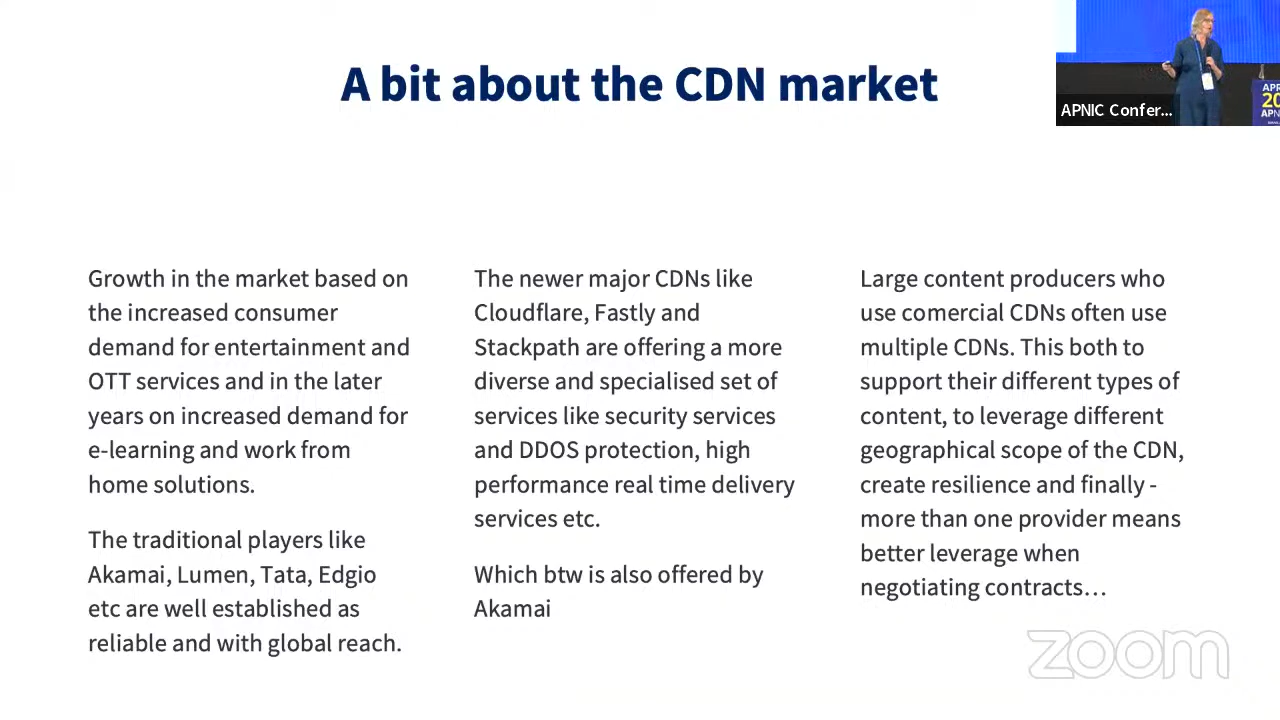 A bit about the CDN market
APNIC Confer...
APR
20
APN
Growth in the market based on
the increased consumer
demand for entertainment and
OTT services and in the later
years on increased demand for
e-learning and work from
home solutions.
The traditional players like
Akamai, Lumen, Tata, Edgio
etc are well established as
reliable and with global reach.
The newer major CDNs like
Cloudflare, Fastly and
Stackpath are offering a more
diverse and specialised set of
services like security services
and DDOS protection, high
performance real time delivery
services etc.
Which btw is also offered by
Akamai
Large content producers who
use comercial CDNs often use
multiple CDNs. This both to
support their different types of
content, to leverage different
geographical scope of the CDN,
create resilience and finally -
more than one provider means
better leverage when
negotiating contracts...
zoom